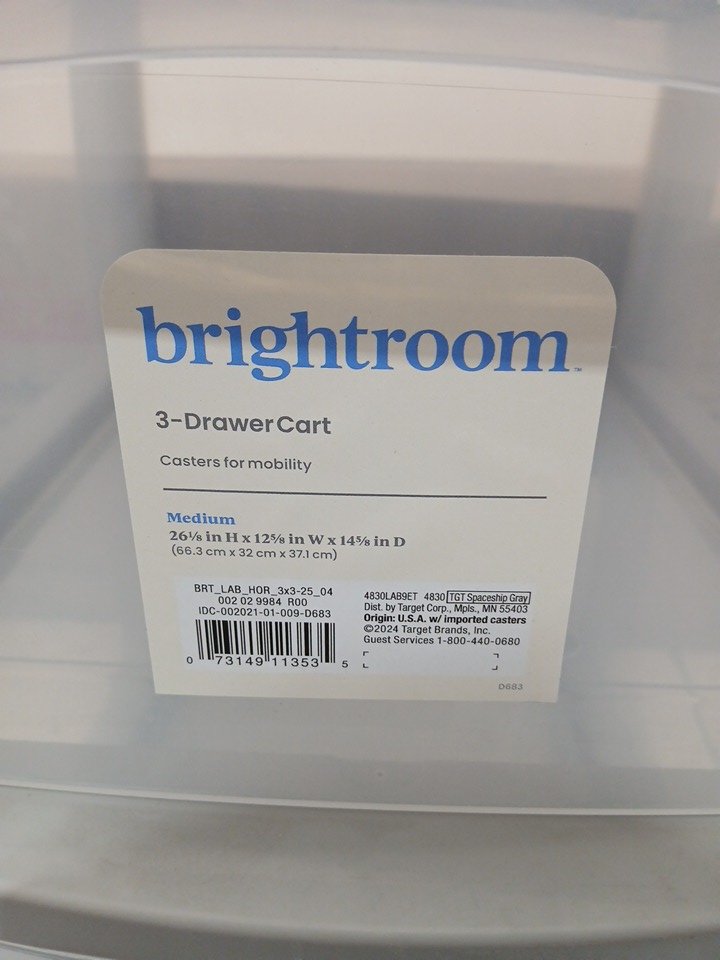 brightroom™
3-Drawer Cart
Casters for mobility
Medium
26⅛ in H x 12⅝ in W x 14⅝ in D
(66.3 cm x 32 cm x 37.1 cm)
BRT_LAB_HOR_3x3-25_04
002 02 9984 R00
IDC-002021-01-009-D683
0 73149 11353 5
4830LAB9ET 4830 TGT Spaceship Gray
Dist. by Target Corp., Mpls., MN 55403
Origin: U.S.A. w/ imported casters
©2024 Target Brands, Inc.
Guest Services 1-800-440-0680
D683